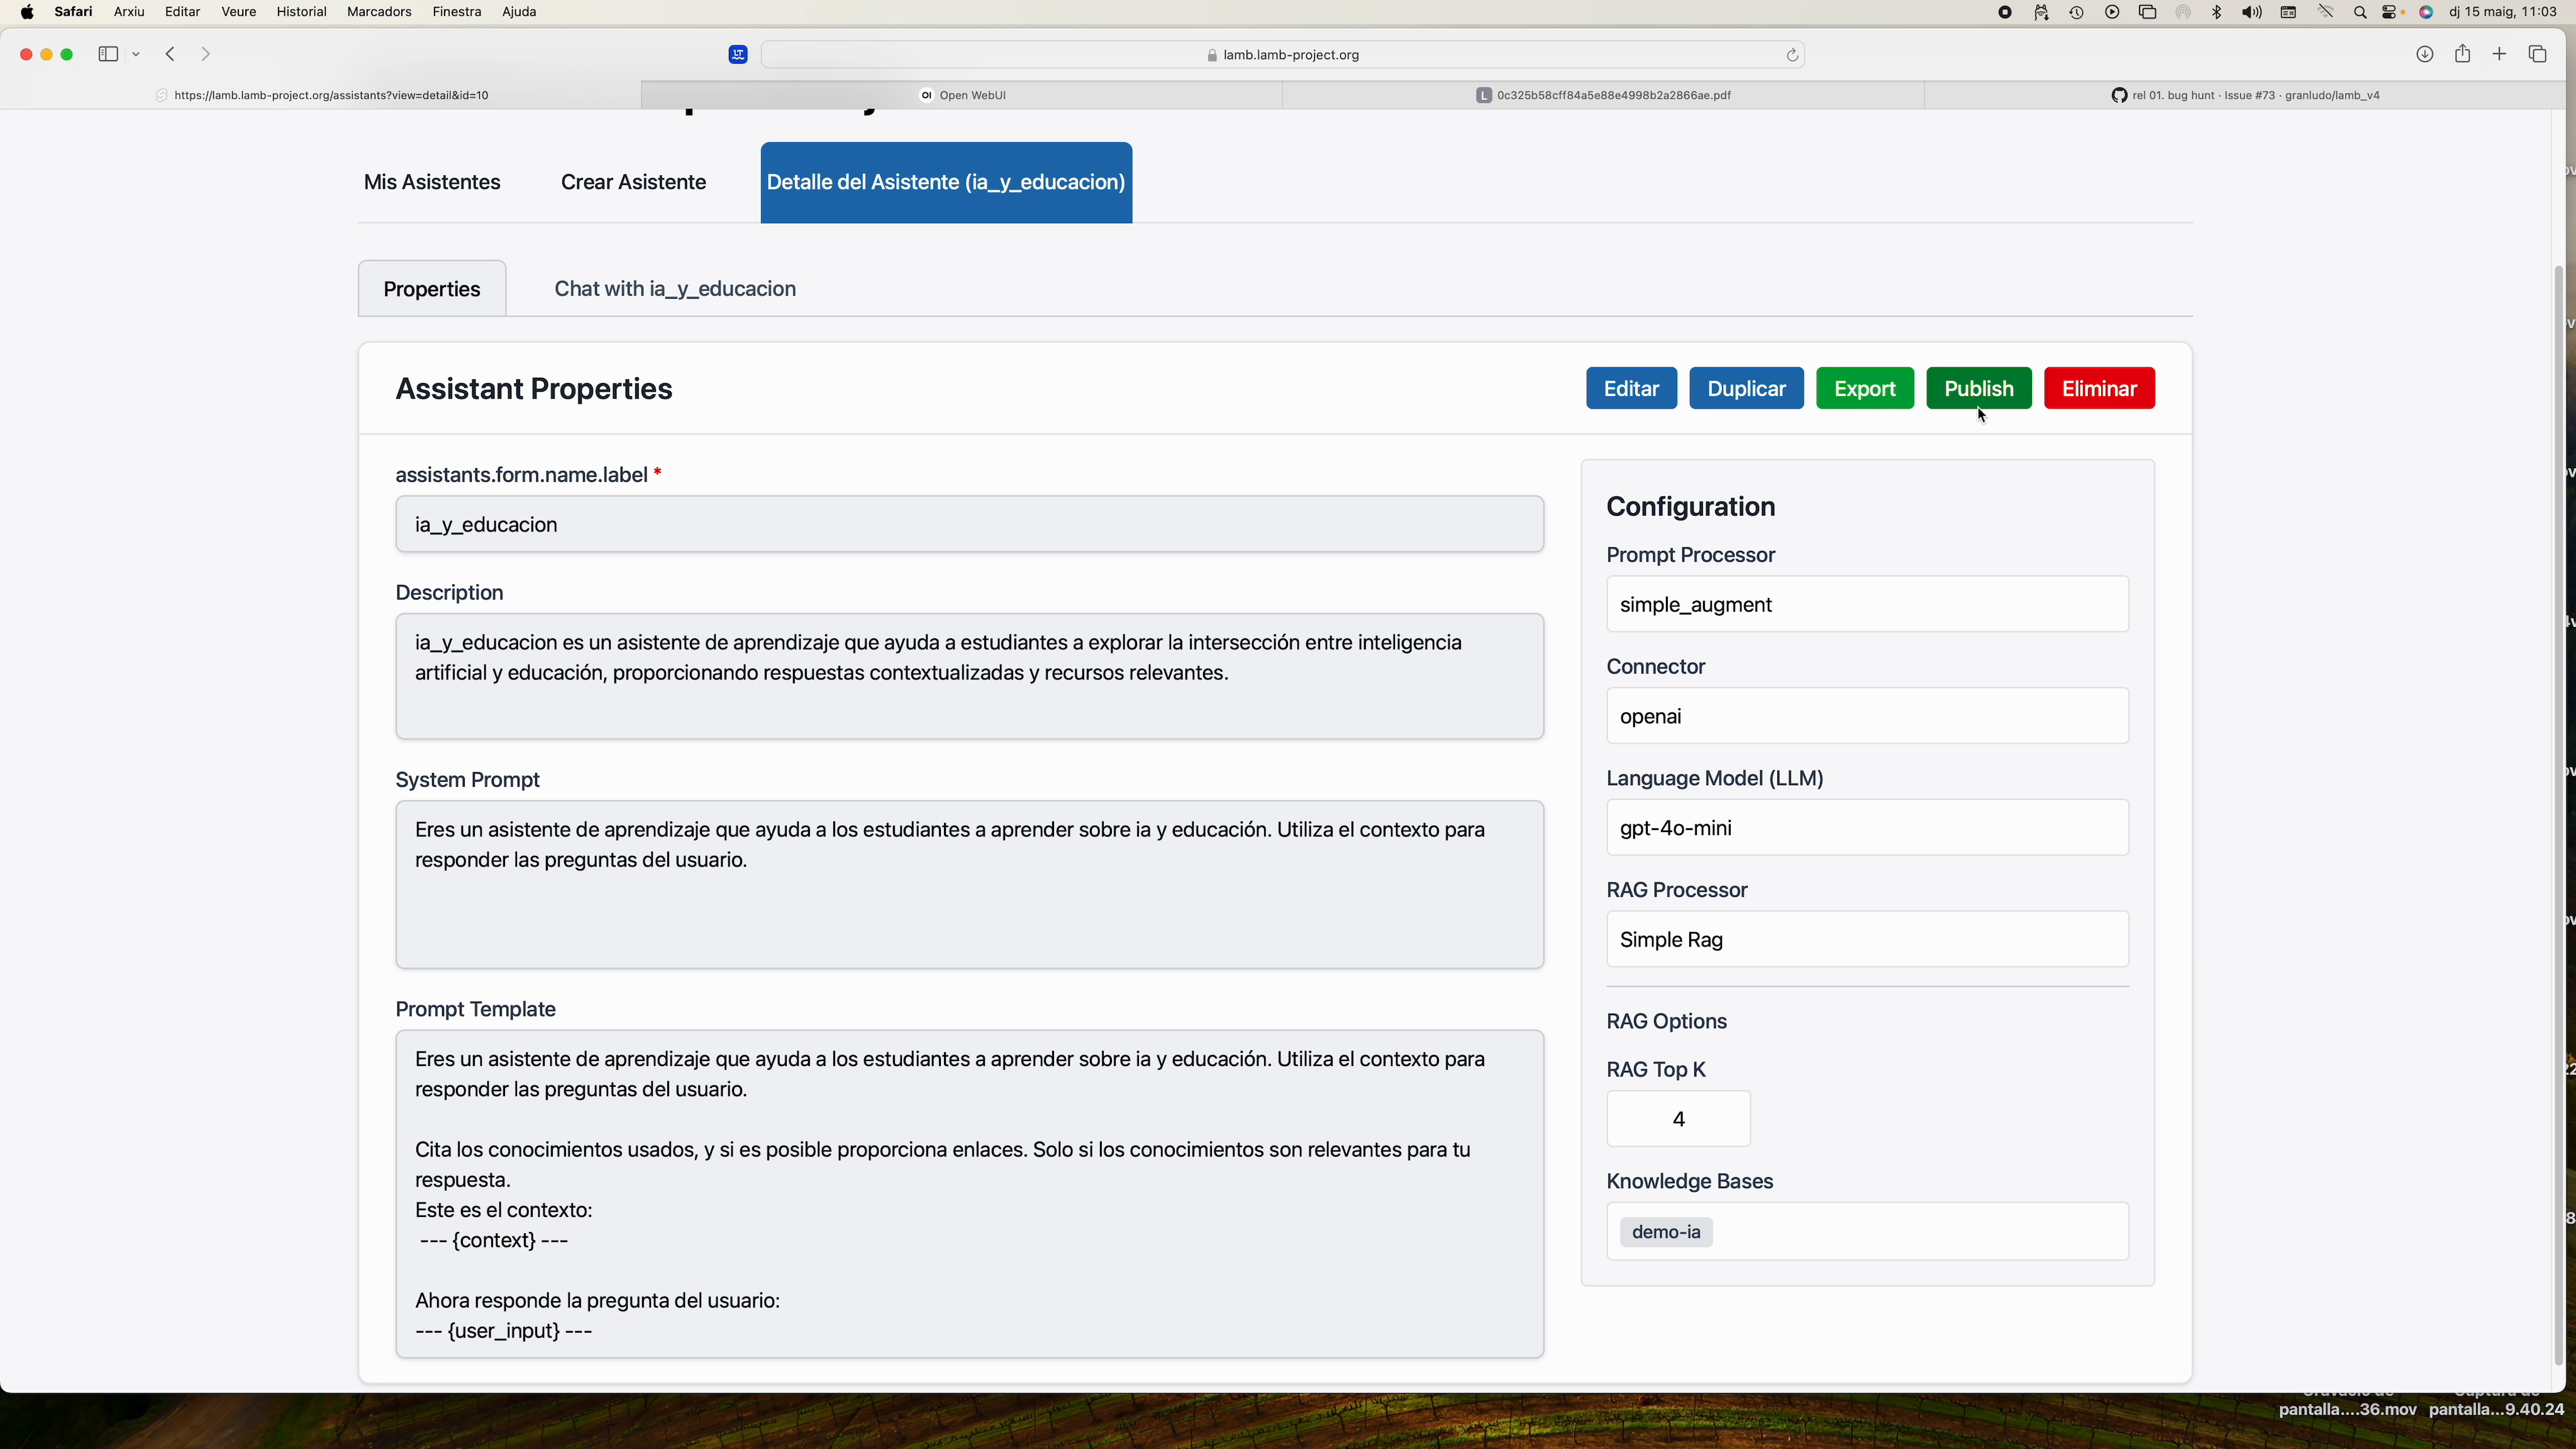 Safari Arxiu Editar Veure Historial Marcadors Finestra Ajuda
dj 15 maig, 11:03
lamb.lamb-project.org
https://lamb.lamb-project.org/assistants?view=detail&id=10
OI Open WebUI
L 0c325b58cff84a5e88e4998b2a2866ae.pdf
rel 01. bug hunt · Issue #73 · granludo/lamb_v4
Mis Asistentes
Crear Asistente
Detalle del Asistente (ia_y_educacion)
Properties
Chat with ia_y_educacion
Assistant Properties
Editar
Duplicar
Export
Publish
Eliminar
assistants.form.name.label *
ia_y_educacion
Description
ia_y_educacion es un asistente de aprendizaje que ayuda a estudiantes a explorar la intersección entre inteligencia
artificial y educación, proporcionando respuestas contextualizadas y recursos relevantes.
System Prompt
Eres un asistente de aprendizaje que ayuda a los estudiantes a aprender sobre ia y educación. Utiliza el contexto para
responder las preguntas del usuario.
Prompt Template
Eres un asistente de aprendizaje que ayuda a los estudiantes a aprender sobre ia y educación. Utiliza el contexto para
responder las preguntas del usuario.
Cita los conocimientos usados, y si es posible proporciona enlaces. Solo si los conocimientos son relevantes para tu
respuesta.
Este es el contexto:
--- {context} ---
Ahora responde la pregunta del usuario:
--- {user_input} ---
Configuration
Prompt Processor
simple_augment
Connector
openai
Language Model (LLM)
gpt-4o-mini
RAG Processor
Simple Rag
RAG Options
RAG Top K
4
Knowledge Bases
demo-ia
pantalla....36.mov pantalla...9.40.24